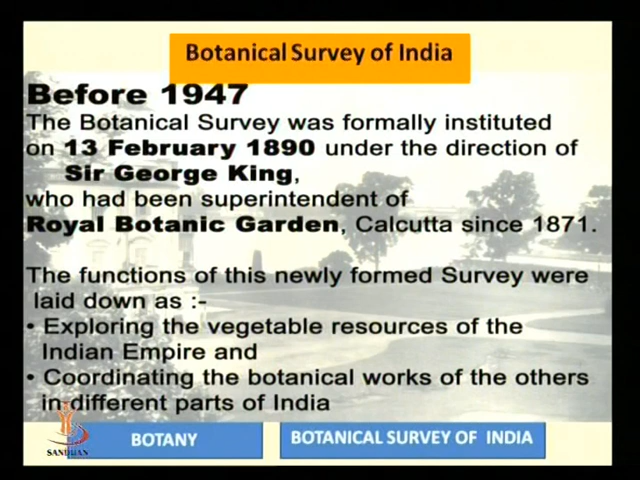 Botanical Survey of India
Before 1947
The Botanical Survey was formally instituted
on 13 February 1890 under the direction of
Sir George King,
who had been superintendent of
Royal Botanic Garden, Calcutta since 1871.
The functions of this newly formed Survey were
laid down as :-
• Exploring the vegetable resources of the
Indian Empire and
• Coordinating the botanical works of the others
in different parts of India
SANDHAN
BOTANY
BOTANICAL SURVEY OF INDIA